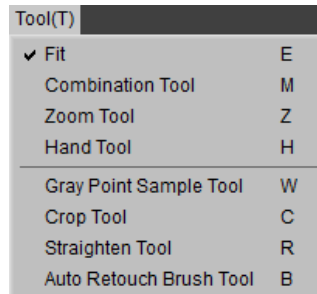 Tool(T)
✓ Fit E
Combination Tool M
Zoom Tool Z
Hand Tool H
Gray Point Sample Tool W
Crop Tool C
Straighten Tool R
Auto Retouch Brush Tool B